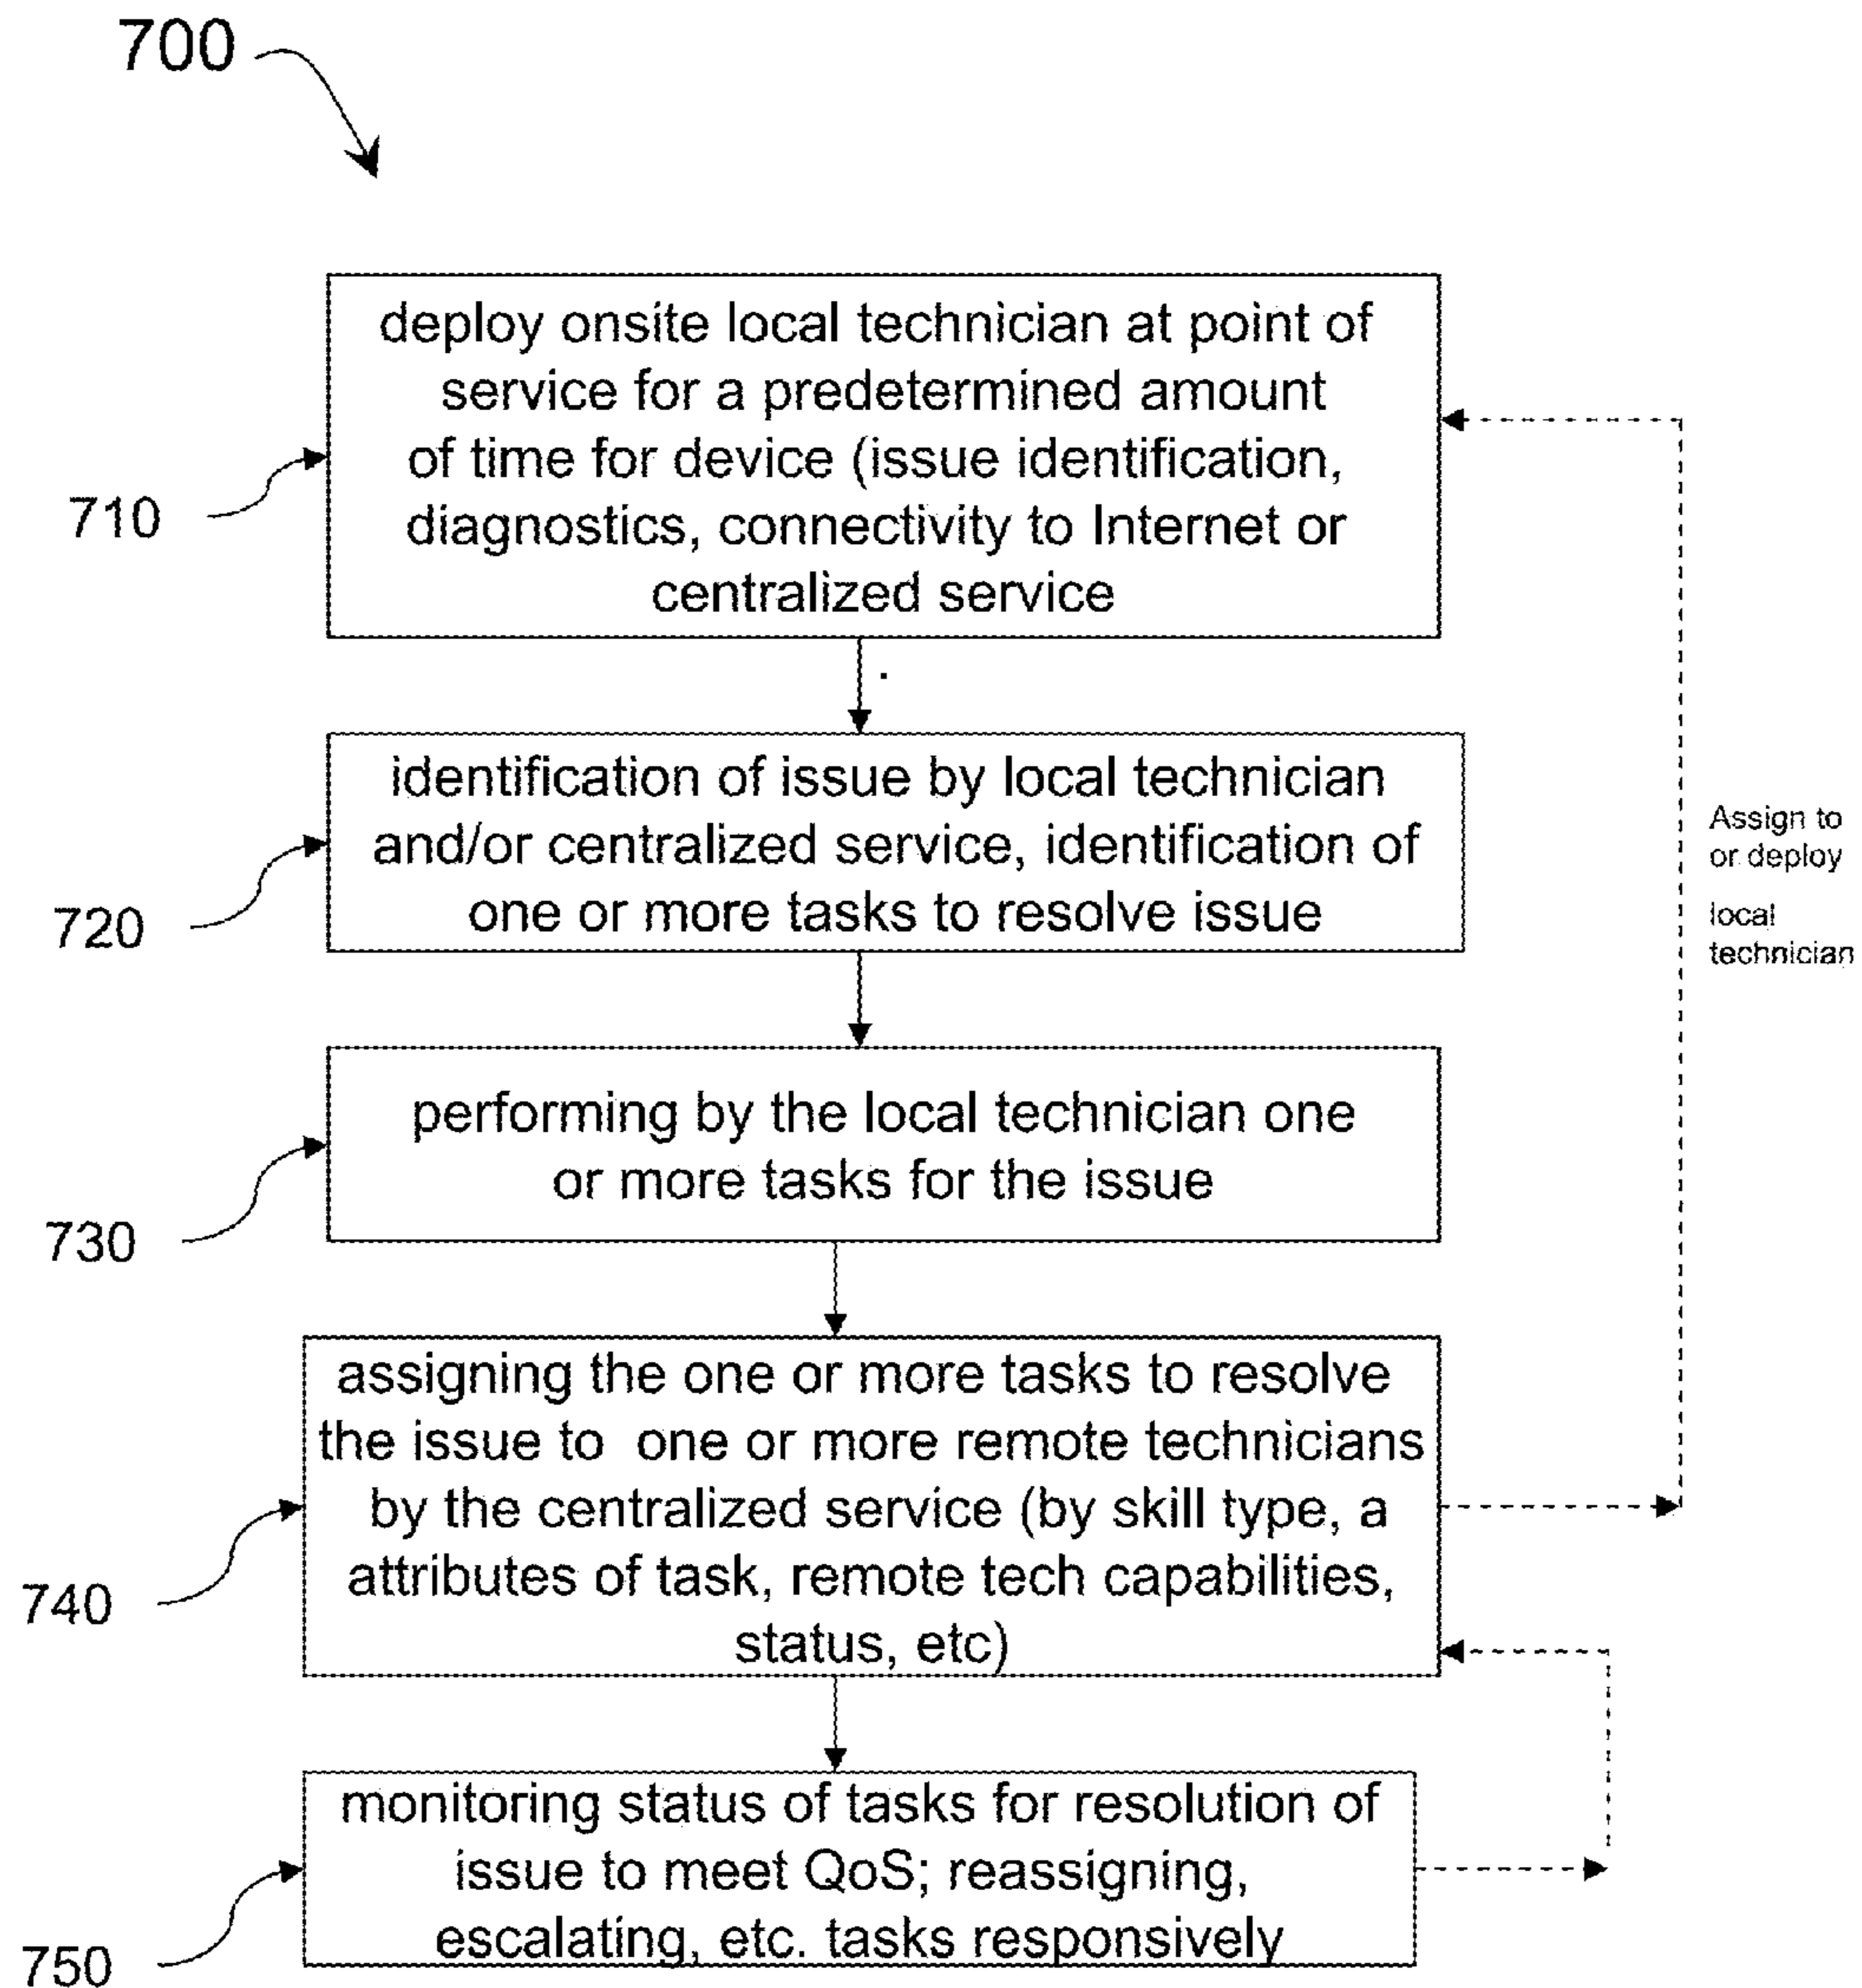 700
deploy onsite local technician at point of
service for a predetermined amount
of time for device (issue identification,
diagnostics, connectivity to Internet or
centralized service
710
identification of issue by local technician
and/or centralized service, identification of
one or more tasks to resolve issue
720
Assign to
or deploy
local
technician
performing by the local technician one
or more tasks for the issue
730
assigning the one or more tasks to resolve
the issue to one or more remote technicians
by the centralized service (by skill type, a
attributes of task, remote tech capabilities,
status, etc)
740
monitoring status of tasks for resolution of
issue to meet QoS; reassigning,
escalating, etc. tasks responsively
750